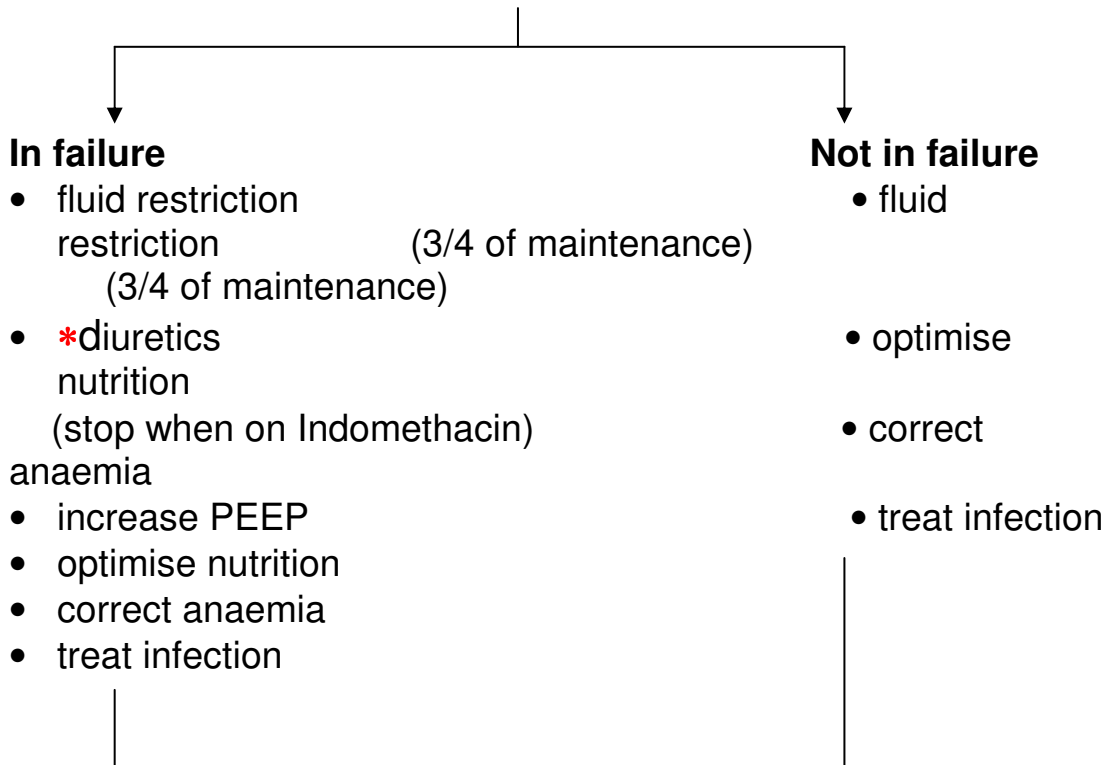 In failure Not in failure
• fluid restriction • fluid
restriction (3/4 of maintenance)
(3/4 of maintenance)
• *diuretics • optimise
nutrition
(stop when on Indomethacin) • correct
anaemia
• increase PEEP • treat infection
• optimise nutrition
• correct anaemia
• treat infection